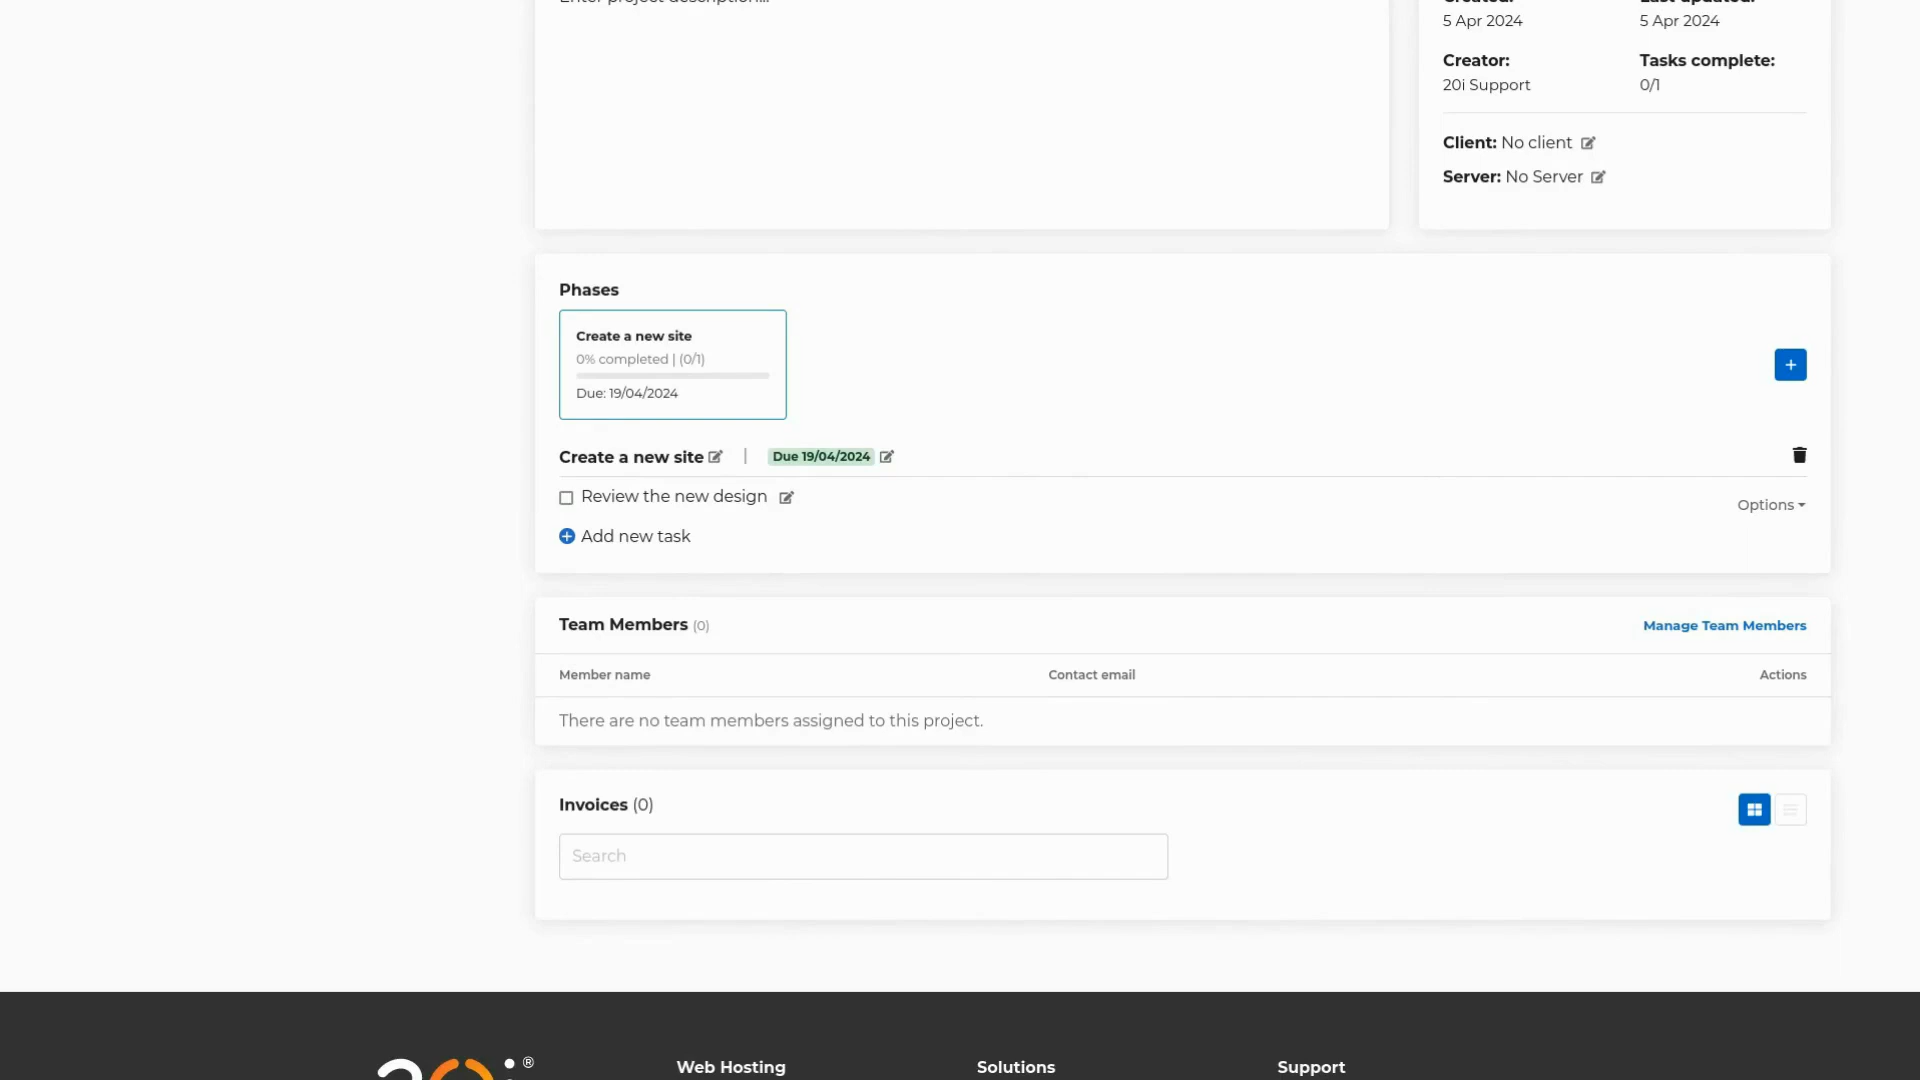 Enter project description...
Created: Last updated:
5 Apr 2024 5 Apr 2024
Creator: Tasks complete:
20i Support 0/1
Client: No client
Server: No Server
Phases
Create a new site
0% completed | (0/1)
Due: 19/04/2024
+
Create a new site | Due 19/04/2024
Review the new design
Options
Add new task
Team Members (0) Manage Team Members
Member name Contact email Actions
There are no team members assigned to this project.
Invoices (0)
Search
20i®
Web Hosting Solutions Support